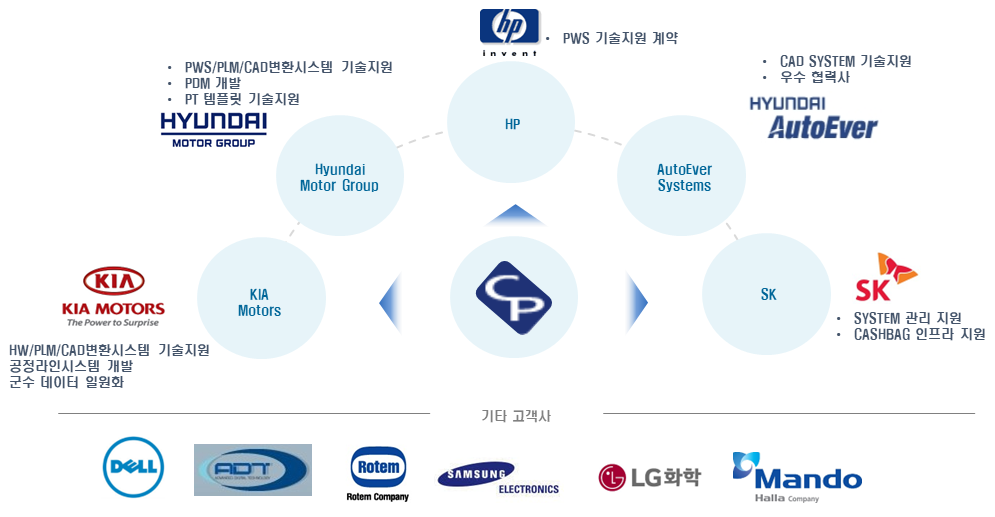 hp
invent
• PWS 기술지원 계약
• PWS/PLM/CAD변환시스템 기술지원
• PDM 개발
• PT 템플릿 기술지원
HYUNDAI
MOTOR GROUP
• CAD SYSTEM 기술지원
• 우수 협력사
HYUNDAI
AutoEver
HP
Hyundai
Motor Group
AutoEver
Systems
KIA
KIA MOTORS
The Power to Surprise
KIA
Motors
CP
SK
SK
HW/PLM/CAD변환시스템 기술지원
공정라인시스템 개발
군수 데이터 일원화
• SYSTEM 관리 지원
• CASHBAG 인프라 지원
기타 고객사
DELL
ADT
ADVANCED DIGITAL TECHNOLOGY
Rotem
Rotem Company
SAMSUNG
ELECTRONICS
LG화학
Mando
Halla Company